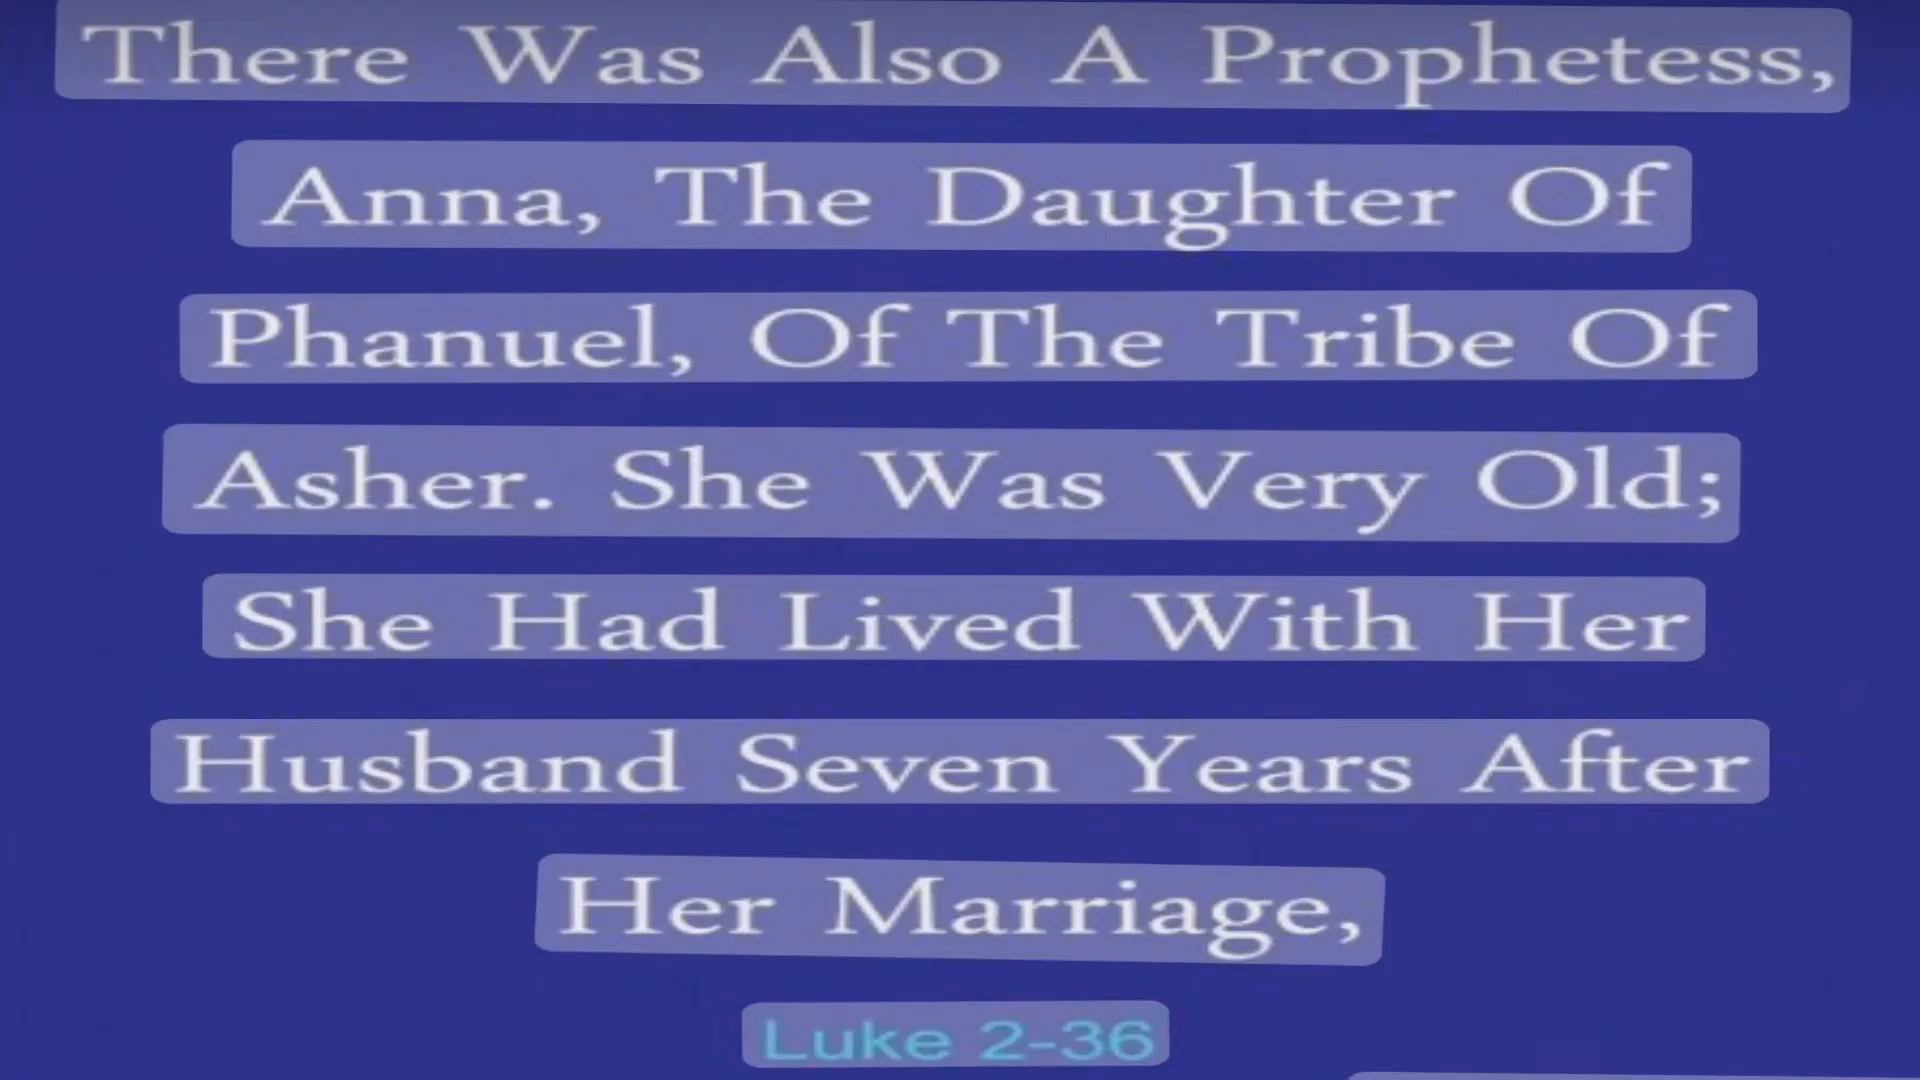 There Was Also A Prophetess,
Anna, The Daughter Of
Phanuel, Of The Tribe Of
Asher. She Was Very Old;
She Had Lived With Her
Husband Seven Years After
Her Marriage,
Luke 2-36